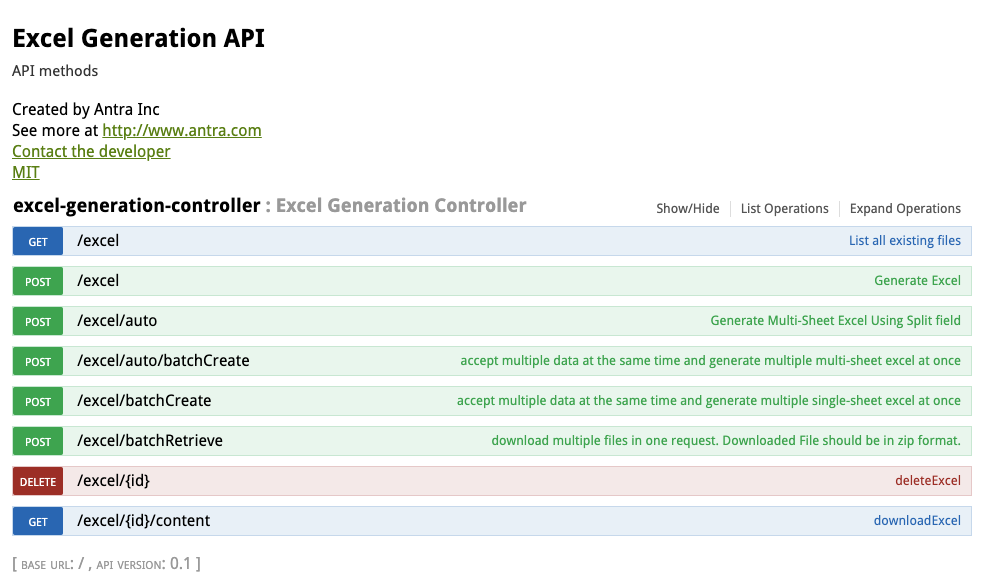 Excel Generation API
API methods
Created by Antra Inc
See more at http://www.antra.com
Contact the developer
MIT
excel-generation-controller : Excel Generation Controller Show/Hide List Operations Expand Operations
GET /excel List all existing files
POST /excel Generate Excel
POST /excel/auto Generate Multi-Sheet Excel Using Split field
POST /excel/auto/batchCreate accept multiple data at the same time and generate multiple multi-sheet excel at once
POST /excel/batchCreate accept multiple data at the same time and generate multiple single-sheet excel at once
POST /excel/batchRetrieve download multiple files in one request. Downloaded File should be in zip format.
DELETE /excel/{id} deleteExcel
GET /excel/{id}/content downloadExcel
[ BASE URL: / , API VERSION: 0.1 ]